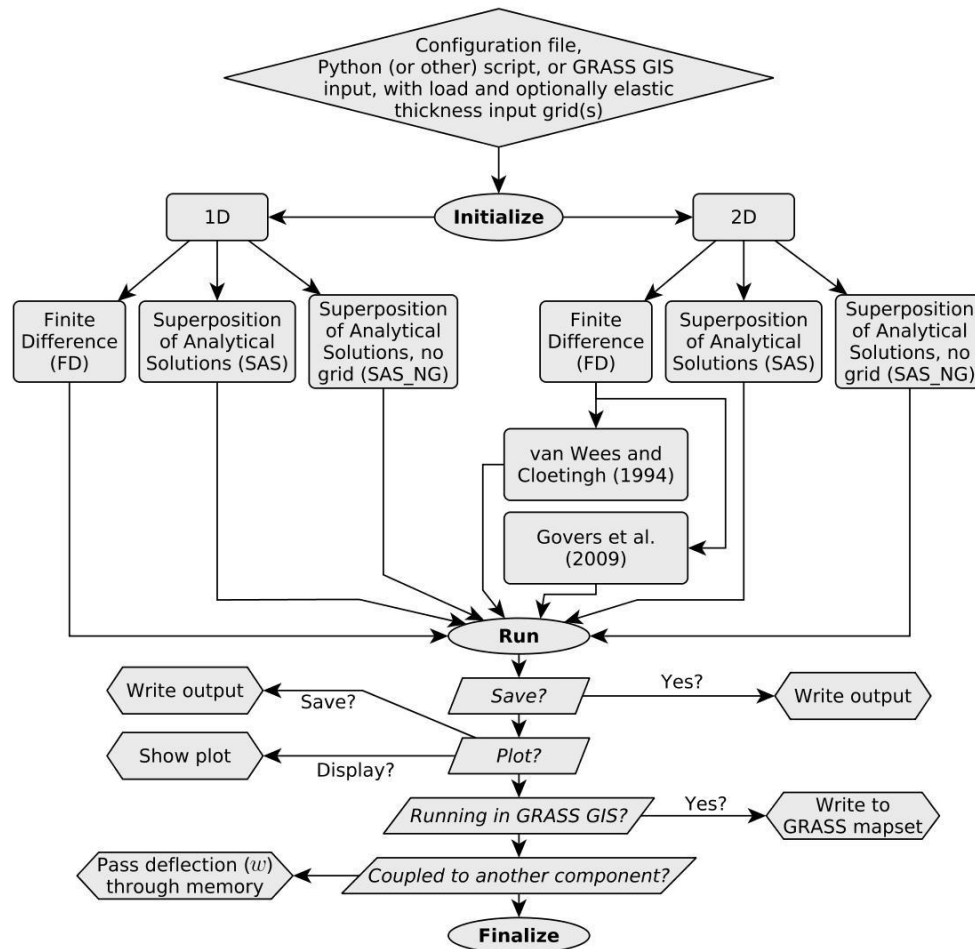 Configuration file,
Python (or other) script, or GRASS GIS
input, with load and optionally elastic
thickness input grid(s)
1D
Initialize
2D
Finite
Difference
(FD)
Superposition
of Analytical
Solutions (SAS)
Superposition
of Analytical
Solutions, no
grid (SAS_NG)
Finite
Difference
(FD)
Superposition
of Analytical
Solutions (SAS)
Superposition
of Analytical
Solutions, no
grid (SAS_NG)
van Wees and
Cloetingh (1994)
Govers et al.
(2009)
Run
Write output
Save?
Save?
Yes?
Write output
Show plot
Display?
Plot?
Running in GRASS GIS?
Yes?
Write to
GRASS mapset
Pass deflection (w)
through memory
Coupled to another component?
Finalize